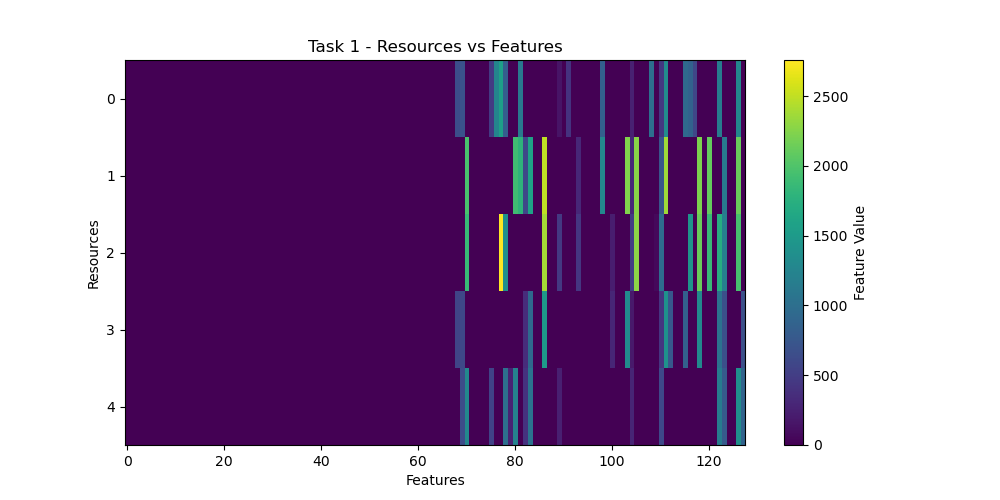 Task 1 - Resources vs Features
Resources
0
1
2
3
4
0 20 40 60 80 100 120
Features
2500
2000
1500
1000
500
0
Feature Value